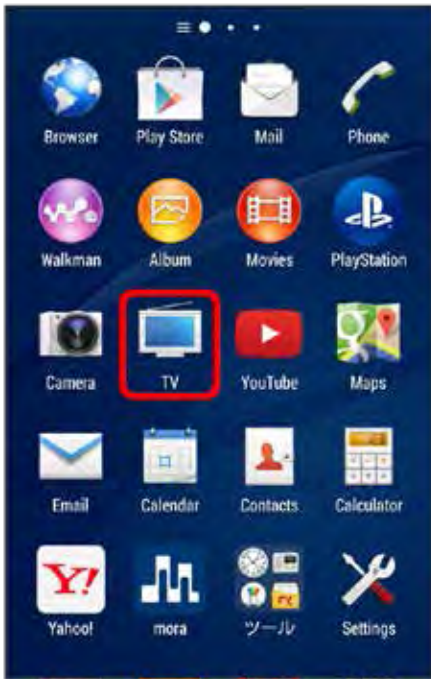 Browser Play Store Mail Phone
Walkman Album Movies PlayStation
Camera TV YouTube Maps
Email Calendar Contacts Calculator
Y!
Yahoo! mora ツール Settings